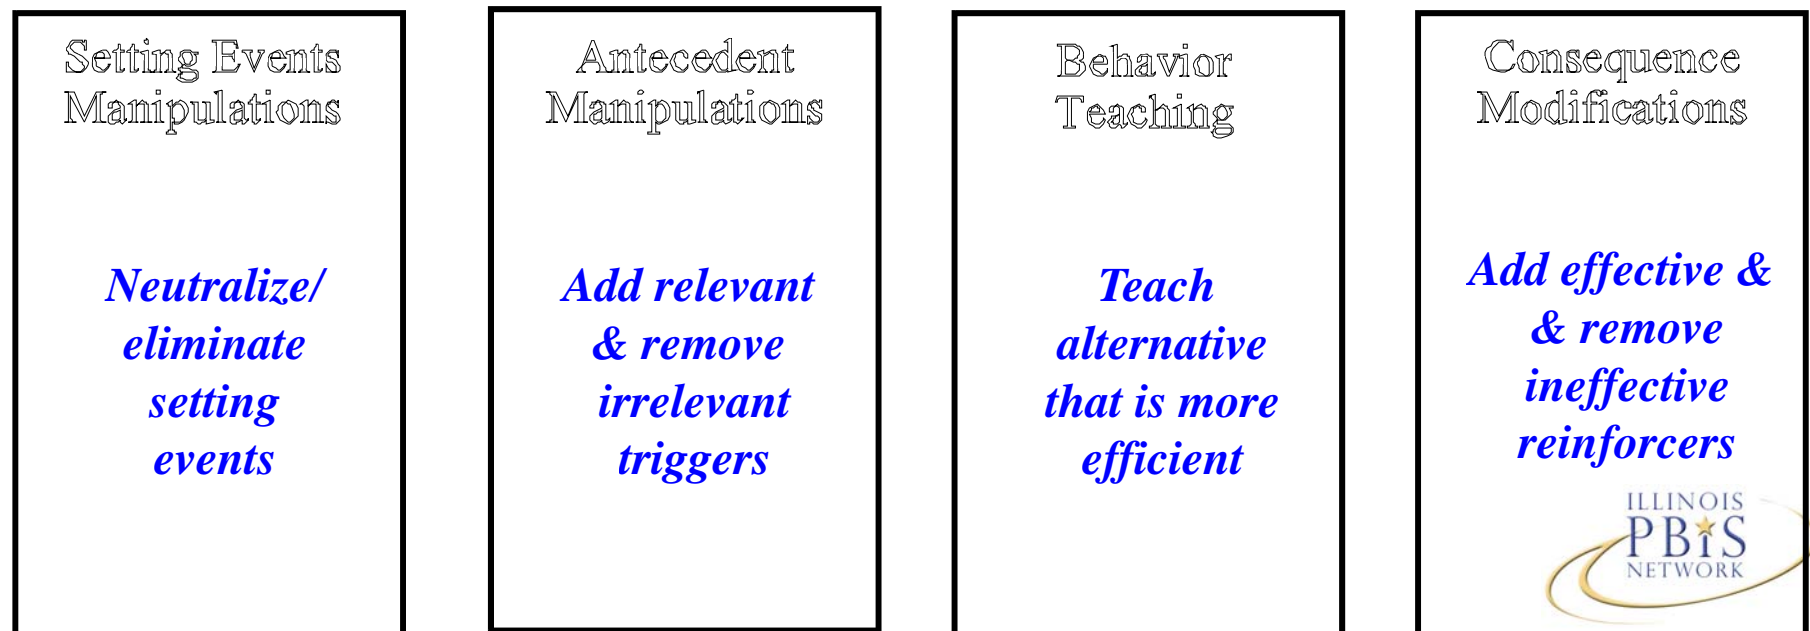 Setting Events
Manipulations
Neutralize/
eliminate
setting
events
Antecedent
Manipulations
Add relevant
& remove
irrelevant
triggers
Behavior
Teaching
Teach
alternative
that is more
efficient
Consequence
Modifications
Add effective &
& remove
ineffective
reinforcers
ILLINOIS
PBiS
NETWORK